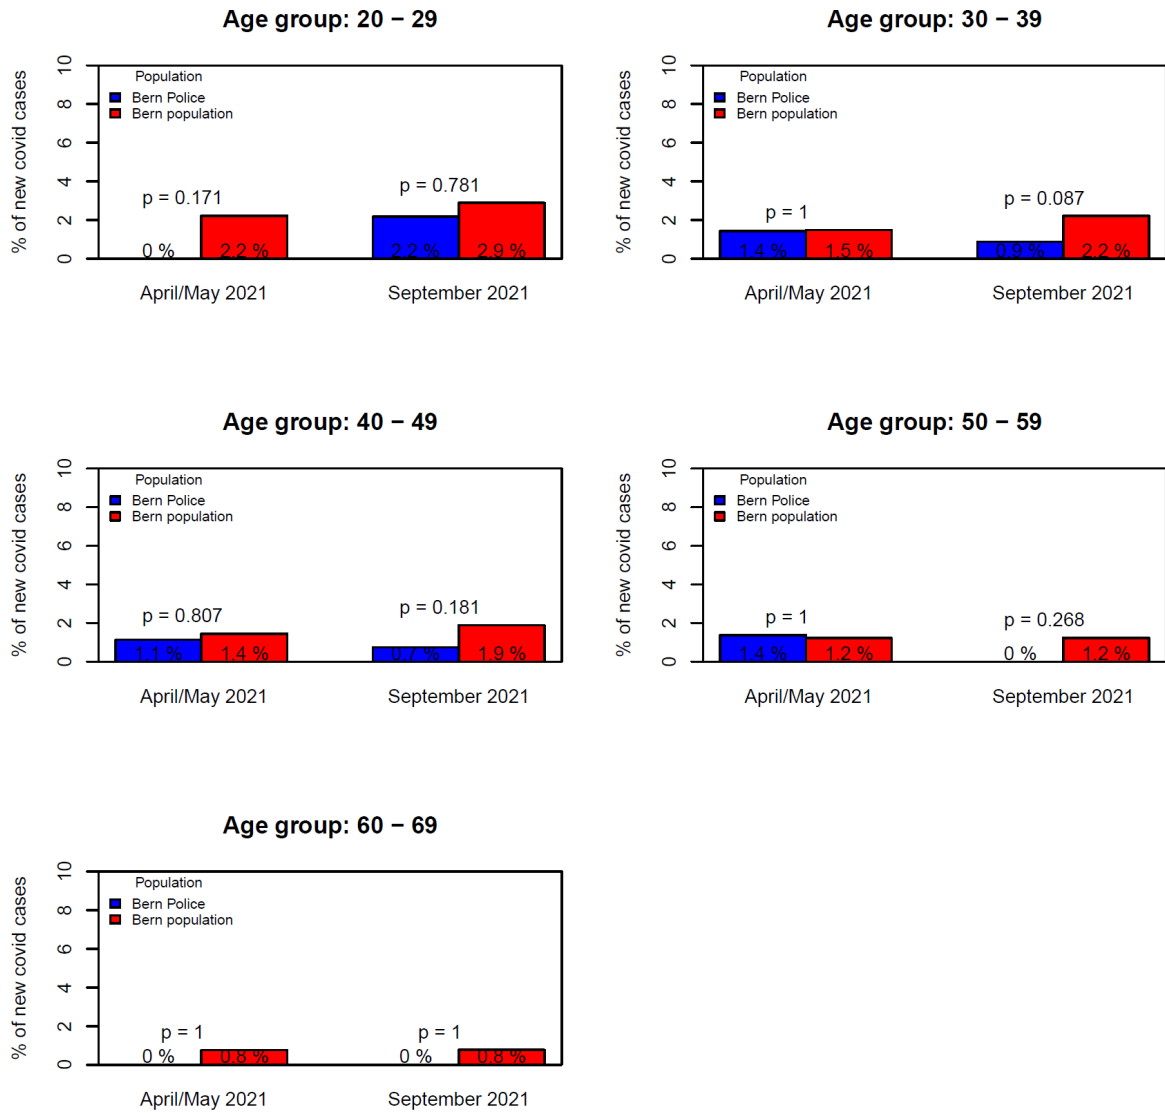 Age group: 20 − 29
% of new covid cases
10
8
6
4
2
0
Population
Bern Police
Bern population
p = 0.171
p = 0.781
0 %
2.2 %
2.2 %
2.9 %
April/May 2021
September 2021
Age group: 30 − 39
% of new covid cases
10
8
6
4
2
0
Population
Bern Police
Bern population
p = 1
p = 0.087
1.4 %
1.5 %
0.9 %
2.2 %
April/May 2021
September 2021
Age group: 40 − 49
% of new covid cases
10
8
6
4
2
0
Population
Bern Police
Bern population
p = 0.807
p = 0.181
1.1 %
1.4 %
0.7 %
1.9 %
April/May 2021
September 2021
Age group: 50 − 59
% of new covid cases
10
8
6
4
2
0
Population
Bern Police
Bern population
p = 1
p = 0.268
1.4 %
1.2 %
0 %
1.2 %
April/May 2021
September 2021
Age group: 60 − 69
% of new covid cases
10
8
6
4
2
0
Population
Bern Police
Bern population
p = 1
p = 1
0 %
0.8 %
0 %
0.8 %
April/May 2021
September 2021